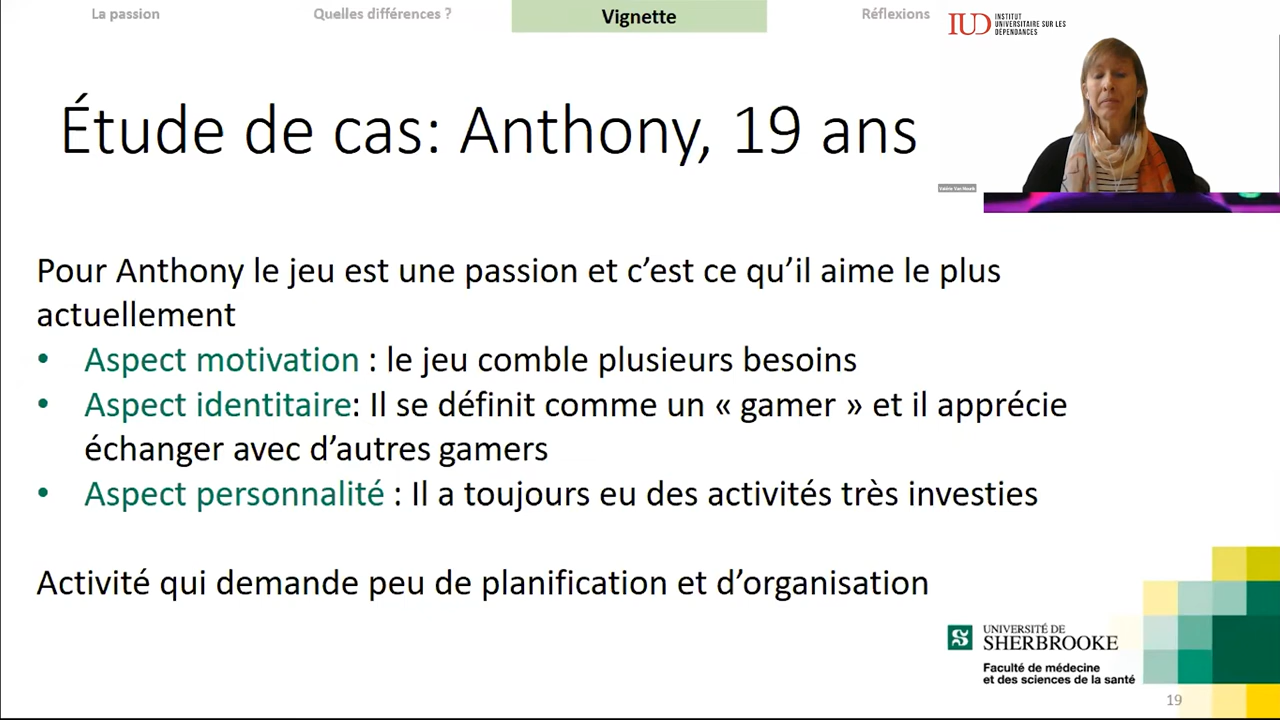 La passion
Quelles différences ?
Vignette
Réflexions
IUD INSTITUT
UNIVERSITAIRE SUR LES
DÉPENDANCES
Étude de cas: Anthony, 19 ans
Pour Anthony le jeu est une passion et c’est ce qu’il aime le plus
actuellement
• Aspect motivation : le jeu comble plusieurs besoins
• Aspect identitaire: Il se définit comme un « gamer » et il apprécie
échanger avec d’autres gamers
• Aspect personnalité : Il a toujours eu des activités très investies
Activité qui demande peu de planification et d’organisation
UNIVERSITÉ DE
SHERBROOKE
Faculté de médecine
et des sciences de la santé
19